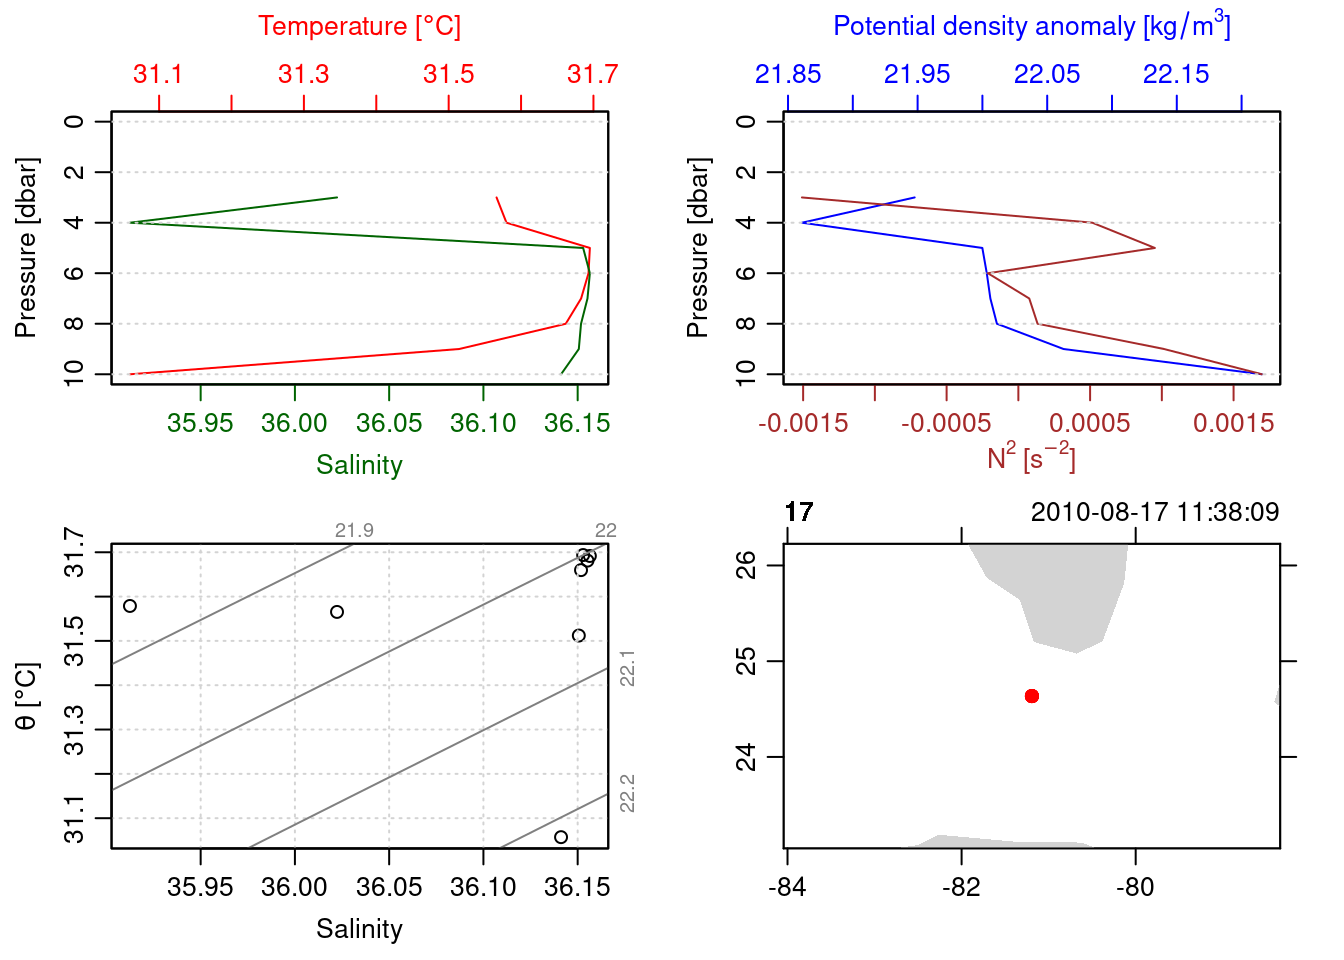 Temperature [°C]
31.1 31.3 31.5 31.7
Pressure [dbar]
0
2
4
6
8
10
35.95 36.00 36.05 36.10 36.15
Salinity
Potential density anomaly [kg/m³]
21.85 21.95 22.05 22.15
Pressure [dbar]
0
2
4
6
8
10
-0.0015 -0.0005 0.0005 0.0015
N² [s⁻²]
21.9 22
θ [°C]
31.7
31.5
31.3
31.1
22.1
22.2
35.95 36.00 36.05 36.10 36.15
Salinity
17 2010-08-17 11:38:09
26
25
24
-84 -82 -80